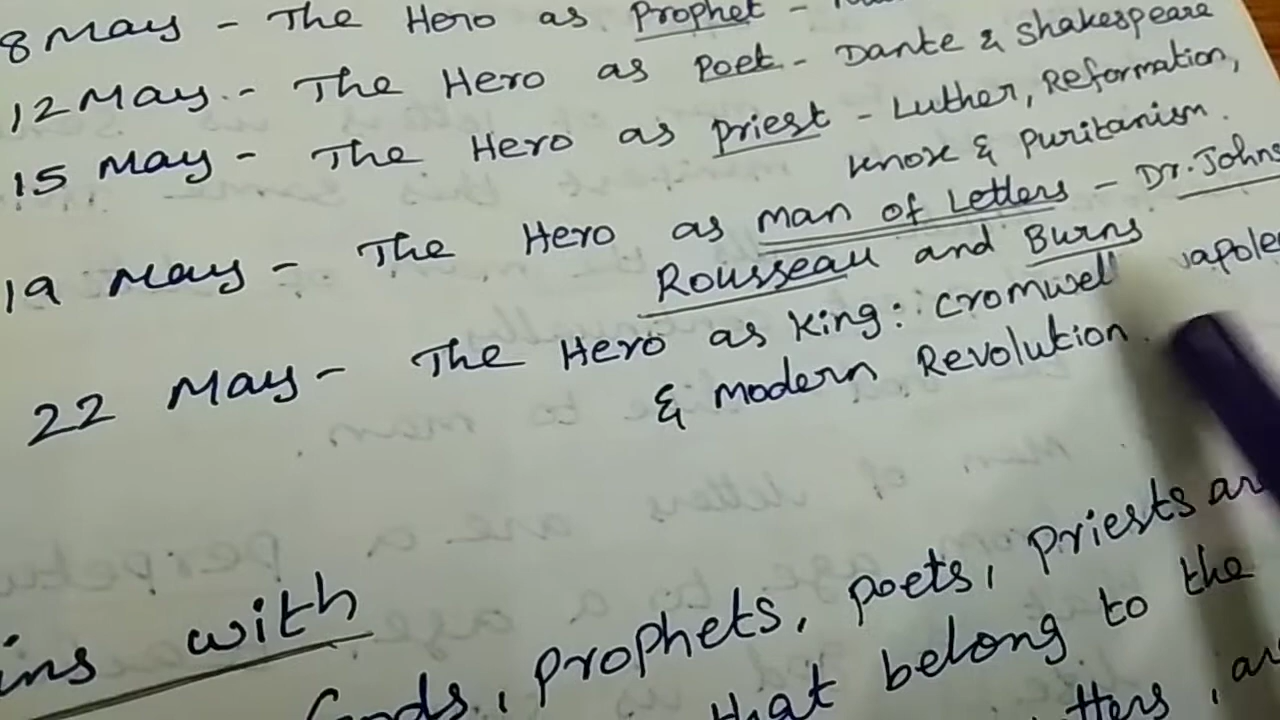 8 May - The Hero as Prophet -
12 May - The Hero as Poet - Dante & Shakespeare
15 May - The Hero as Priest - Luther, Reformation,
Knox & Puritanism.
19 May - The Hero as man of Letters - Dr. Johns
Rousseau and Burns
22 May - The Hero as King: Cromwell
& Modern Revolution
with
Gods, prophets, poets, priests
that belong to the